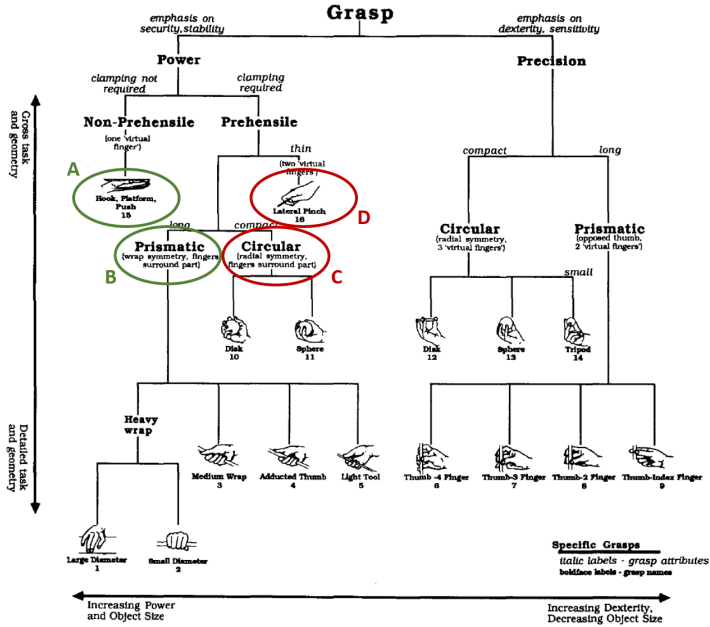 Grasp
emphasis on
security,stability
emphasis on
dexterity, sensitivity
Power
Precision
clamping not
required
clamping
required
Non-Prehensile
(one 'virtual
finger')
Prehensile
thin
(two 'virtual
fingers')
compact
long
Gross task
and geometry
A
Hook, Platform,
Push
15
Lateral Pinch
16
D
long
compact
Prismatic
(wrap symmetry, fingers
surround part)
B
Circular
(radial symmetry,
fingers surround part)
C
Circular
(radial symmetry,
3 'virtual fingers')
Prismatic
(opposed thumb,
2 'virtual fingers')
small
Disk
10
Sphere
11
Disk
12
Sphere
13
Tripod
14
Heavy
wrap
Detailed task
and geometry
Medium Wrap
3
Adducted Thumb
4
Light Tool
5
Thumb -4 Finger
6
Thumb-3 Finger
7
Thumb-2 Finger
8
Thumb-Index Finger
9
Large Diameter
1
Small Diameter
2
Specific Grasps
italic labels - grasp attributes
boldface labels - grasp names
Increasing Power
and Object Size
Increasing Dexterity,
Decreasing Object Size